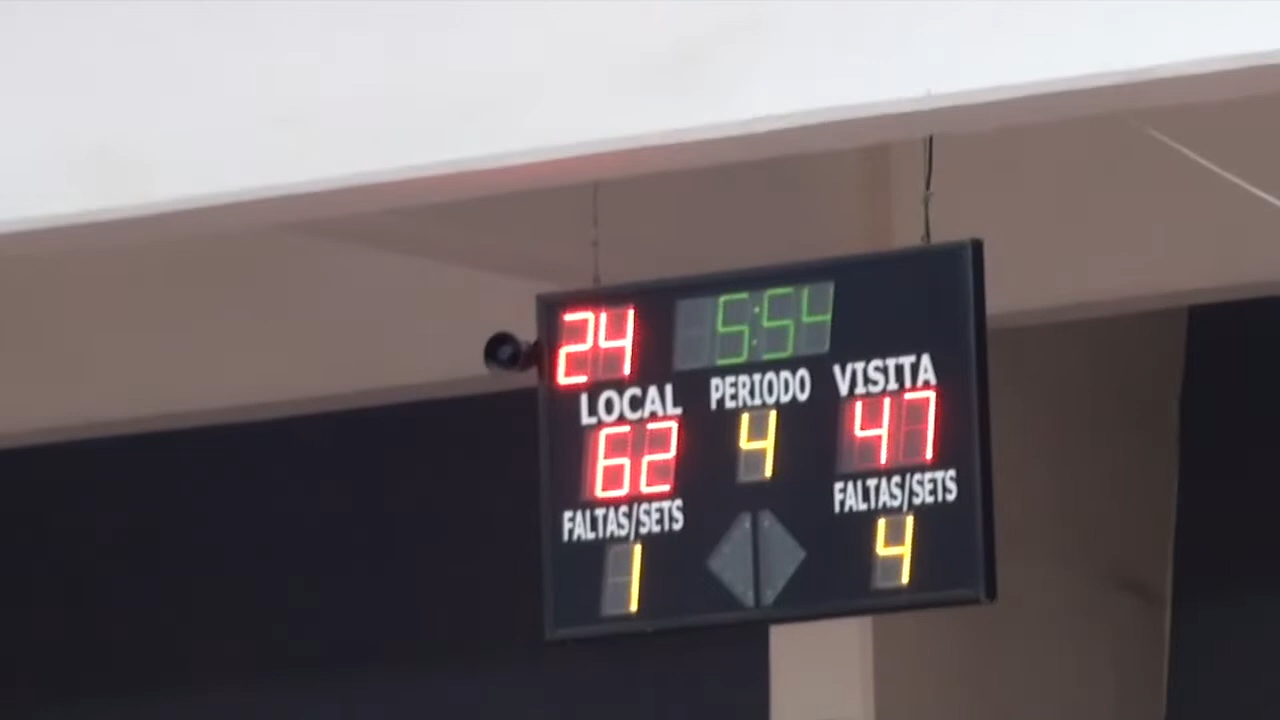 24 5:54
LOCAL PERIODO VISITA
62 4 47
FALTAS/SETS FALTAS/SETS
1 4